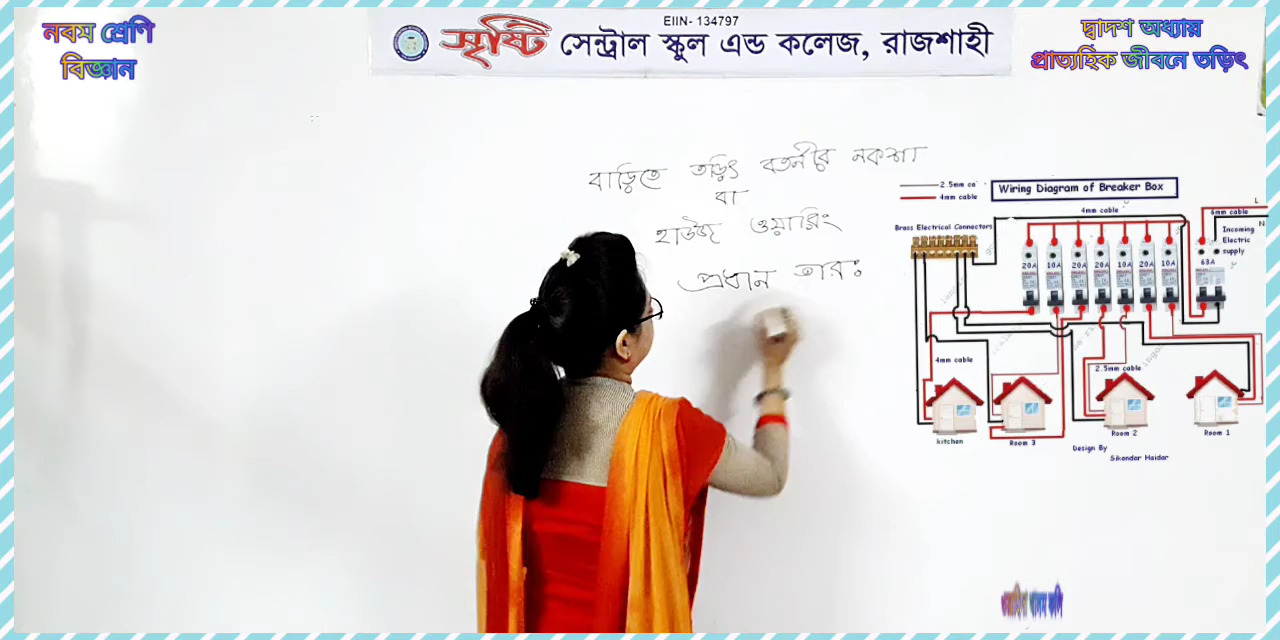 নবম শ্রেণি
বিজ্ঞান
EIIN- 134797
সৃষ্টি সেন্ট্রাল স্কুল এন্ড কলেজ, রাজশাহী
দ্বাদশ অধ্যায়
প্রাত্যহিক জীবনে তড়িৎ
বাড়িতে তড়িৎ বর্তনীর নকশা
বা
হাউজ ওয়্যারিং
প্রধান তারঃ
2.5mm ca
4mm cable
Wiring Diagram of Breaker Box
4mm cable
6mm cable
L
N
Brass Electrical Connectors
Incoming
Electric
supply
20A 10A 20A 20A 10A 20A 10A 63A
4mm cable
2.5mm cable
kitchen
Room 3
Room 2
Room 1
Design By
Sikandar Haidar